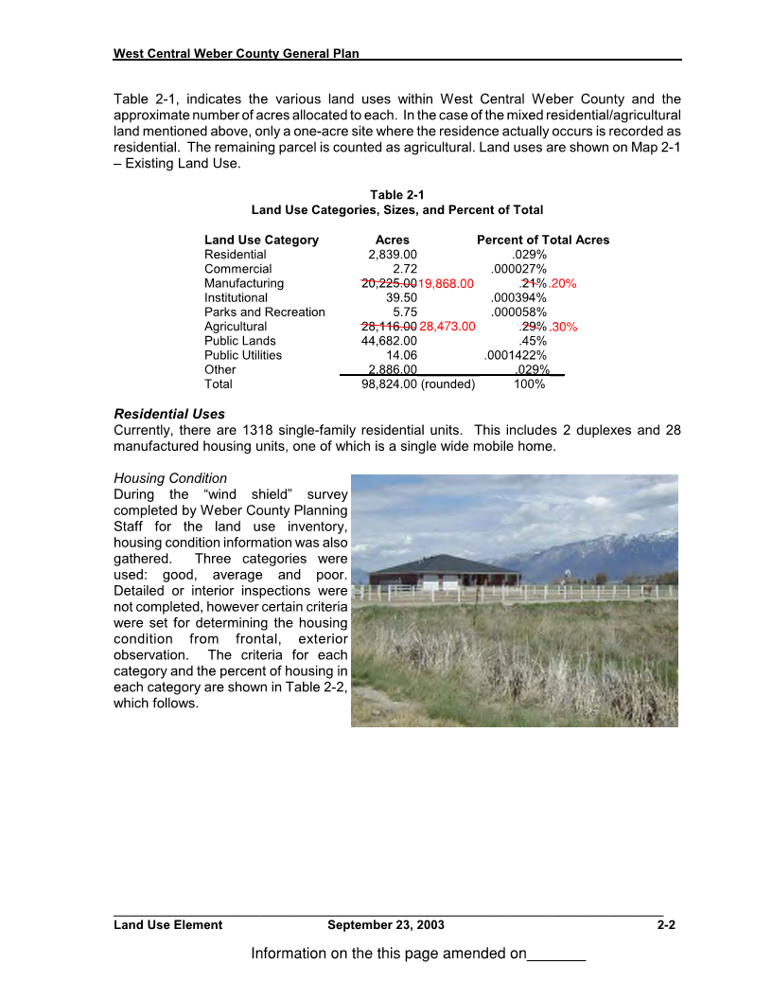 West Central Weber County General Plan
Table 2-1, indicates the various land uses within West Central Weber County and the
approximate number of acres allocated to each. In the case of the mixed residential/agricultural
land mentioned above, only a one-acre site where the residence actually occurs is recorded as
residential. The remaining parcel is counted as agricultural. Land uses are shown on Map 2-1
– Existing Land Use.
Table 2-1
Land Use Categories, Sizes, and Percent of Total
Land Use Category Acres Percent of Total Acres
Residential 2,839.00 .029%
Commercial 2.72 .000027%
Manufacturing 20,225.00 19,868.00 .21% .20%
Institutional 39.50 .000394%
Parks and Recreation 5.75 .000058%
Agricultural 28,116.00 28,473.00 .29% .30%
Public Lands 44,682.00 .45%
Public Utilities 14.06 .0001422%
Other 2,886.00 .029%
Total 98,824.00 (rounded) 100%
Residential Uses
Currently, there are 1318 single-family residential units. This includes 2 duplexes and 28
manufactured housing units, one of which is a single wide mobile home.
Housing Condition
During the “wind shield” survey
completed by Weber County Planning
Staff for the land use inventory,
housing condition information was also
gathered. Three categories were
used: good, average and poor.
Detailed or interior inspections were
not completed, however certain criteria
were set for determining the housing
condition from frontal, exterior
observation. The criteria for each
category and the percent of housing in
each category are shown in Table 2-2,
which follows.
Land Use Element September 23, 2003 2-2
Information on the this page amended on_______